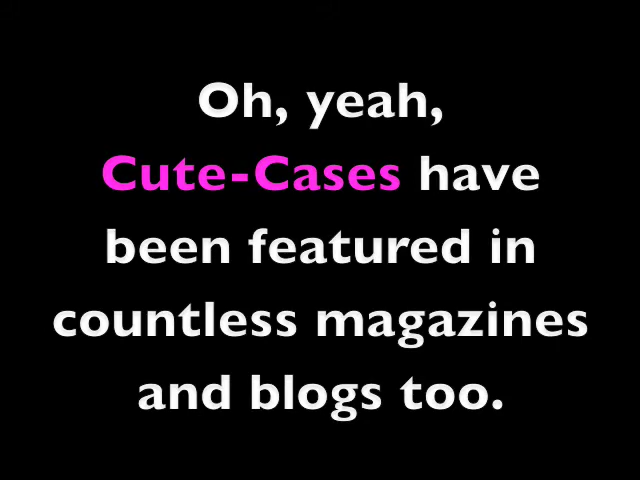 Oh, yeah,
Cute-Cases have
been featured in
countless magazines
and blogs too.